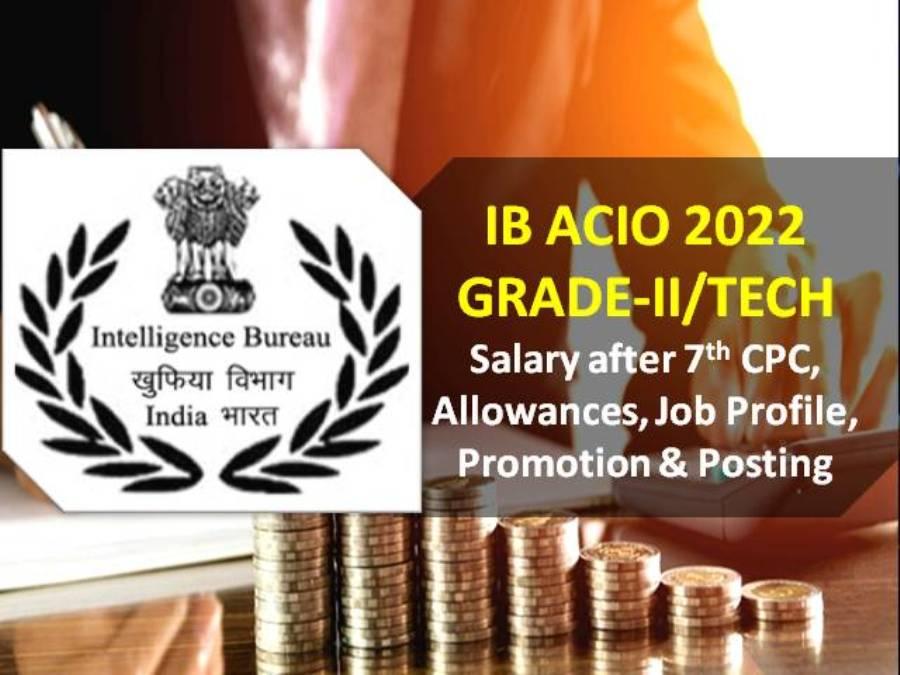 Intelligence Bureau
खुफिया विभाग
India भारत
IB ACIO 2022
GRADE-II/TECH
Salary after 7th CPC,
Allowances, Job Profile,
Promotion & Posting